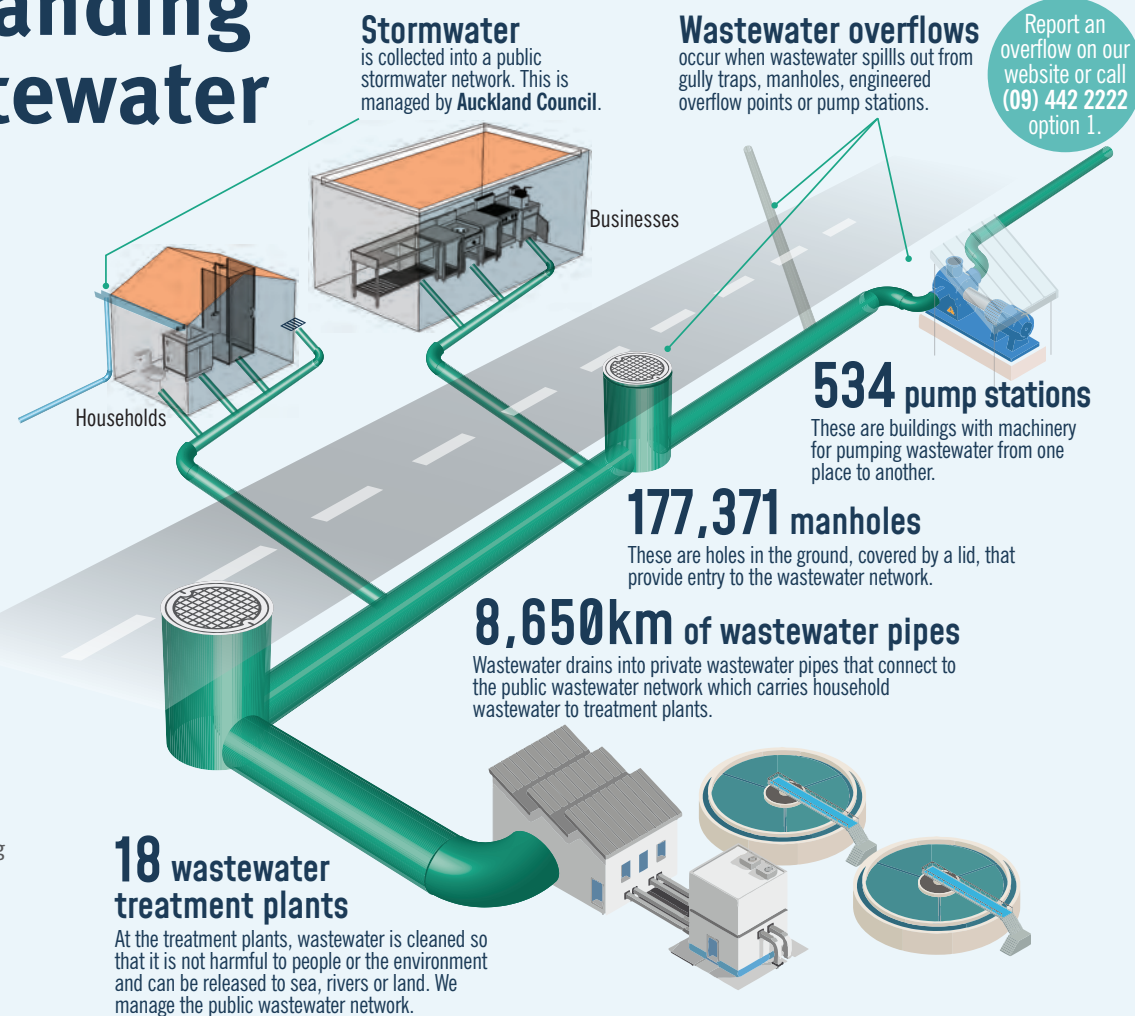 anding
tewater
Stormwater
is collected into a public
stormwater network. This is
managed by Auckland Council.
Wastewater overflows
occur when wastewater spillls out from
gully traps, manholes, engineered
overflow points or pump stations.
Report an
overflow on our
website or call
(09) 442 2222
option 1.
Businesses
Households
534 pump stations
These are buildings with machinery
for pumping wastewater from one
place to another.
177,371 manholes
These are holes in the ground, covered by a lid, that
provide entry to the wastewater network.
8,650km of wastewater pipes
Wastewater drains into private wastewater pipes that connect to
the public wastewater network which carries household
wastewater to treatment plants.
g
18 wastewater
treatment plants
At the treatment plants, wastewater is cleaned so
that it is not harmful to people or the environment
and can be released to sea, rivers or land. We
manage the public wastewater network.